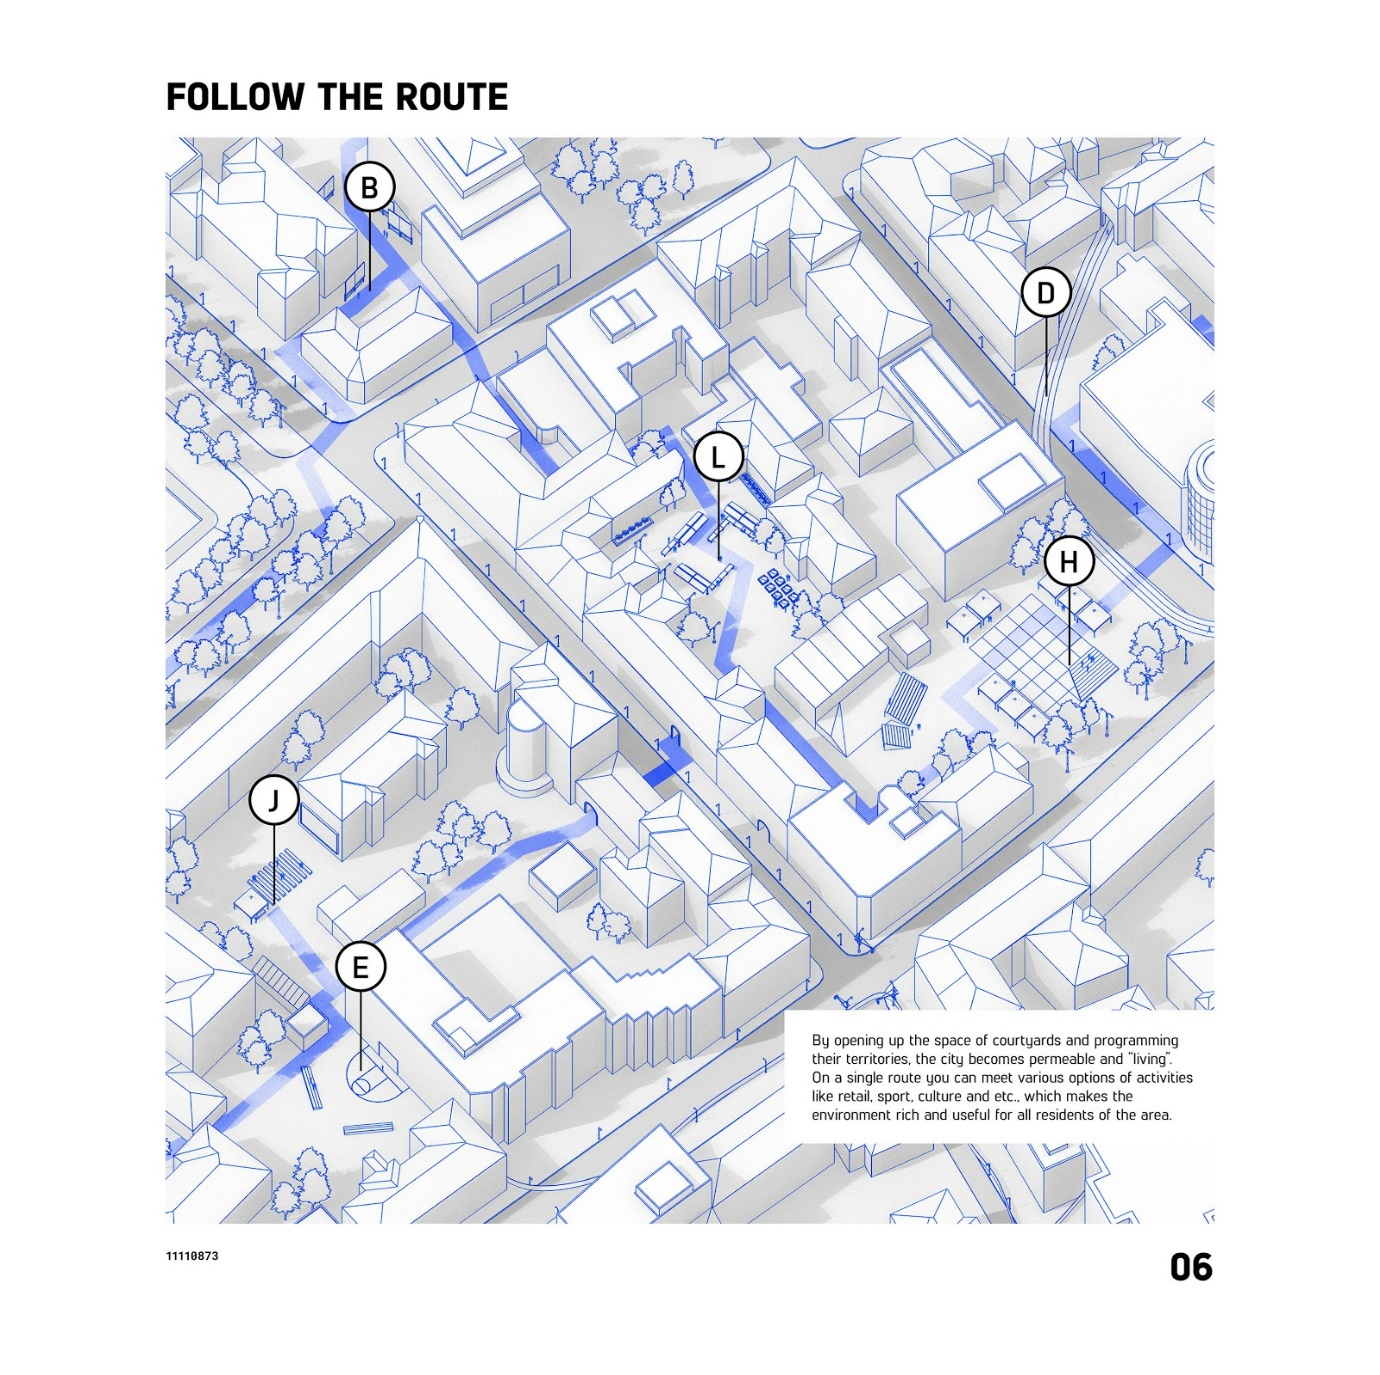 FOLLOW THE ROUTE
B
D
L
H
J
E
By opening up the space of courtyards and programming
their territories, the city becomes permeable and "living".
On a single route you can meet various options of activities
like retail, sport, culture and etc., which makes the
environment rich and useful for all residents of the area.
11110873
06